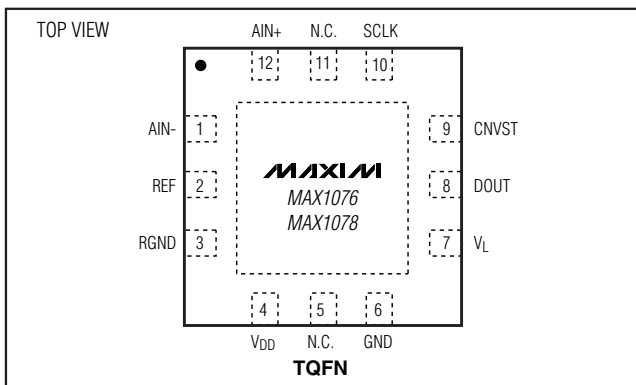 TOP VIEW
AIN+ N.C. SCLK
12 11 10
AIN- 1 9 CNVST
MAXIM
REF 2 MAX1076 8 DOUT
MAX1078
RGND 3 7 VL
4 5 6
VDD N.C. GND
TQFN